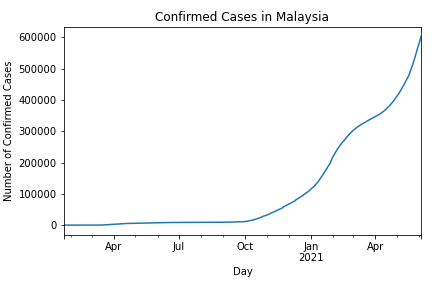 Confirmed Cases in Malaysia
Number of Confirmed Cases
600000
500000
400000
300000
200000
100000
0
Apr Jul Oct Jan Apr
2021
Day